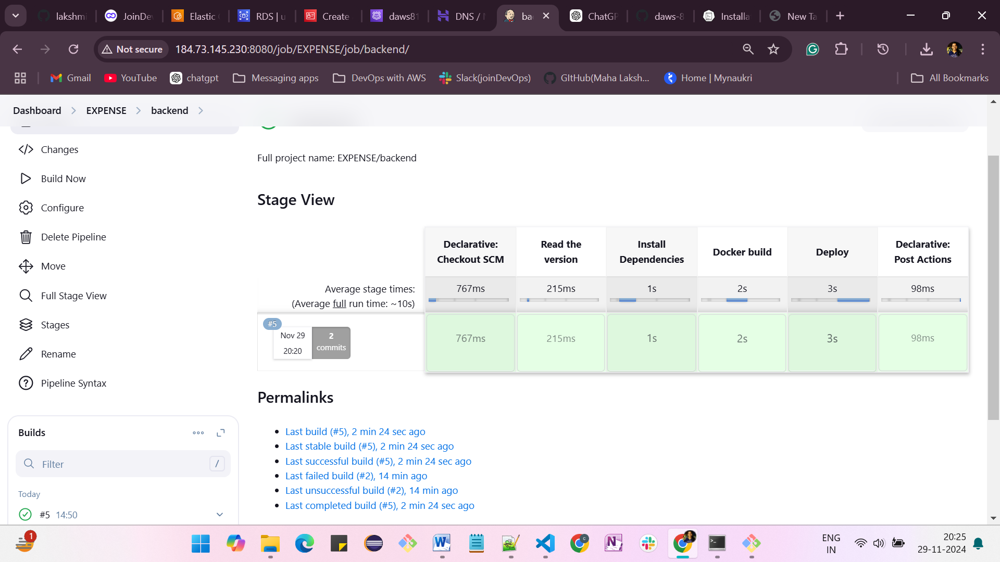 lakshmi
JoinDev
Elastic
RDS | u
Create
daws81
DNS /
ba
ChatGP
daws-8
Installa
New Ta
Not secure
184.73.145.230:8080/job/EXPENSE/job/backend/
Gmail
YouTube
chatgpt
Messaging apps
DevOps with AWS
Slack(joinDevOps)
GItHub(Maha Laksh...
Home | Mynaukri
All Bookmarks
Dashboard
EXPENSE
backend
Changes
Build Now
Configure
Delete Pipeline
Move
Full Stage View
Stages
Rename
Pipeline Syntax
Builds
Filter
/
Today
#5 14:50
Full project name: EXPENSE/backend
Stage View
Declarative:
Checkout SCM
Read the
version
Install
Dependencies
Docker build
Deploy
Declarative:
Post Actions
Average stage times:
(Average full run time: ~10s)
767ms
215ms
1s
2s
3s
98ms
#5
Nov 29
20:20
2
commits
767ms
215ms
1s
2s
3s
98ms
Permalinks
Last build (#5), 2 min 24 sec ago
Last stable build (#5), 2 min 24 sec ago
Last successful build (#5), 2 min 24 sec ago
Last failed build (#2), 14 min ago
Last unsuccessful build (#2), 14 min ago
Last completed build (#5), 2 min 24 sec ago
1
ENG
IN
20:25
29-11-2024